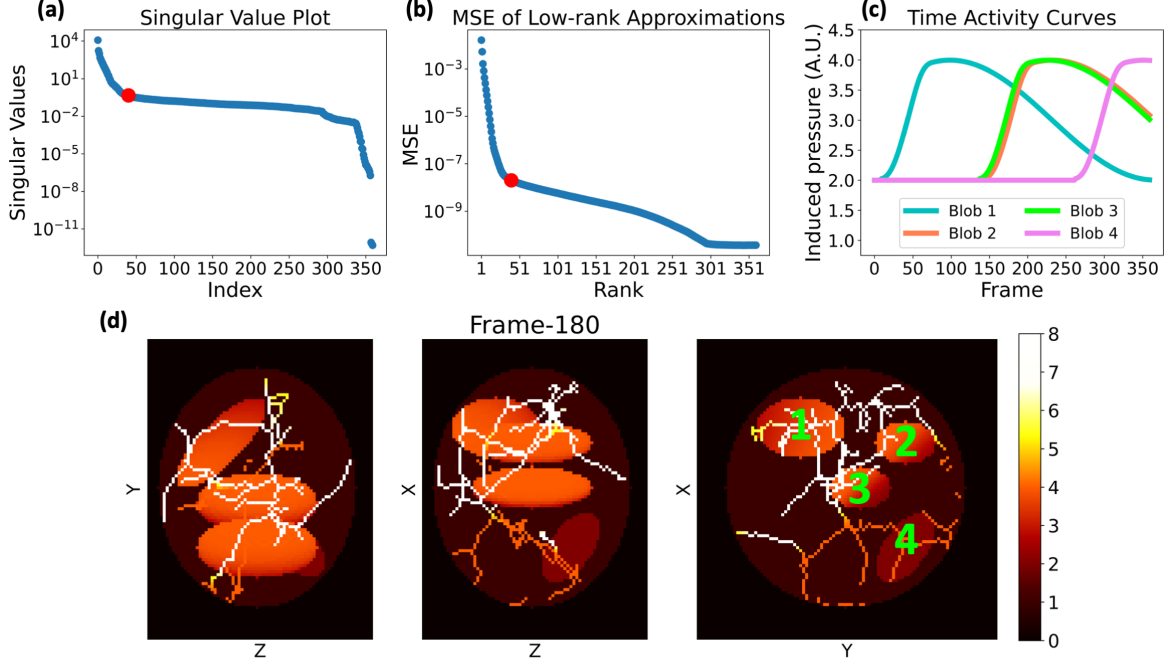 (a) Singular Value Plot
Singular Values
10⁴
10¹
10⁻²
10⁻⁵
10⁻⁸
10⁻¹¹
0 50 100 150 200 250 300 350
Index
(b) MSE of Low-rank Approximations
MSE
10⁻³
10⁻⁵
10⁻⁷
10⁻⁹
1 51 101 151 201 251 301 351
Rank
(c) Time Activity Curves
Induced pressure (A.U.)
4.5
4.0
3.5
3.0
2.5
2.0
1.5
1.0
Blob 1 Blob 3
Blob 2 Blob 4
0 50 100 150 200 250 300 350
Frame
(d) Frame-180
Y
Z
X
Z
X
Y
1
2
3
4
8
7
6
5
4
3
2
1
0